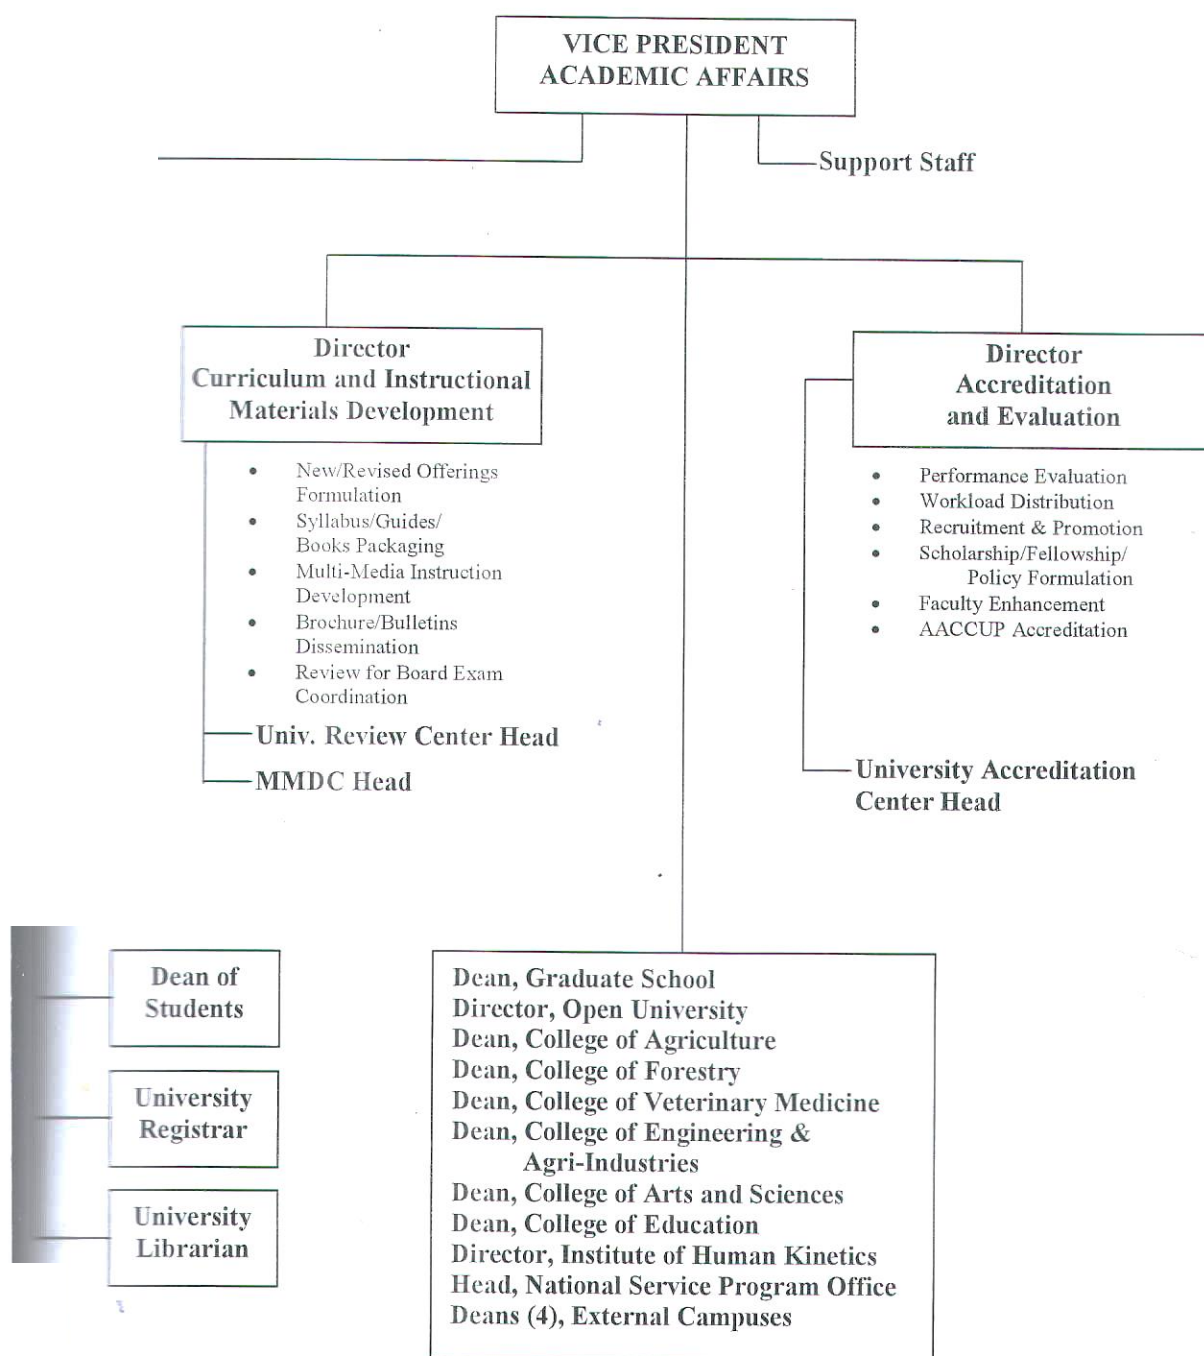 VICE PRESIDENT
ACADEMIC AFFAIRS
Support Staff
Director
Curriculum and Instructional
Materials Development
• New/Revised Offerings
Formulation
• Syllabus/Guides/
Books Packaging
• Multi-Media Instruction
Development
• Brochure/Bulletins
Dissemination
• Review for Board Exam
Coordination
Univ. Review Center Head
MMDC Head
Director
Accreditation
and Evaluation
• Performance Evaluation
• Workload Distribution
• Recruitment & Promotion
• Scholarship/Fellowship/
Policy Formulation
• Faculty Enhancement
• AACCUP Accreditation
University Accreditation
Center Head
Dean of
Students
University
Registrar
University
Librarian
Dean, Graduate School
Director, Open University
Dean, College of Agriculture
Dean, College of Forestry
Dean, College of Veterinary Medicine
Dean, College of Engineering &
Agri-Industries
Dean, College of Arts and Sciences
Dean, College of Education
Director, Institute of Human Kinetics
Head, National Service Program Office
Deans (4), External Campuses